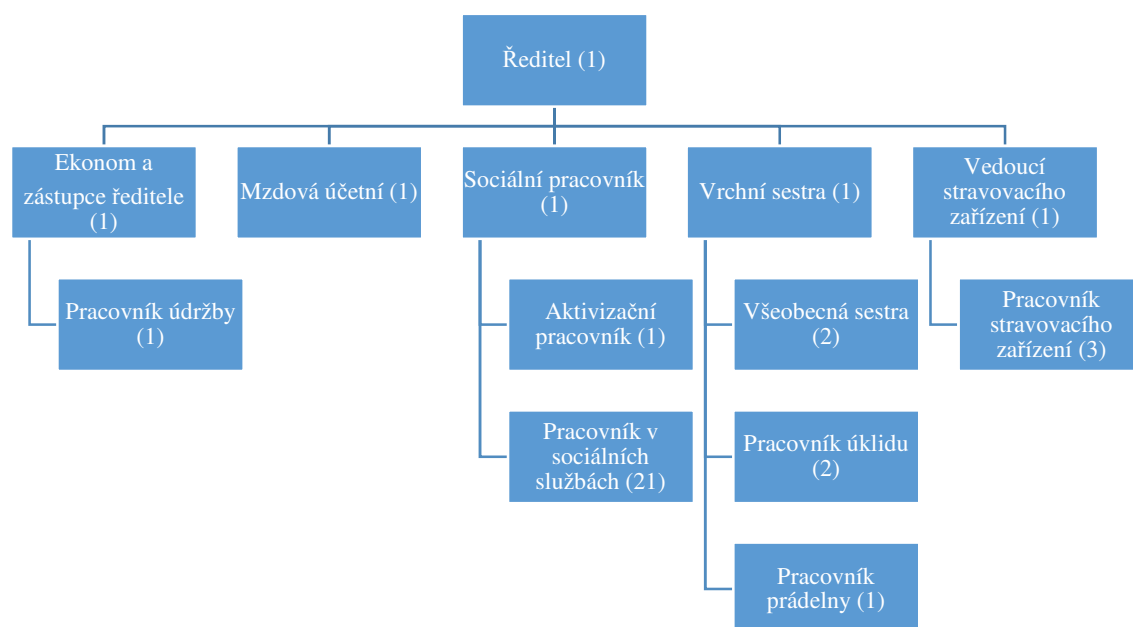 Ředitel (1)
Ekonom a
zástupce ředitele
(1)
Mzdová účetní (1)
Sociální pracovník
(1)
Vrchní sestra (1)
Vedoucí
stravovacího
zařízení (1)
Pracovník údržby
(1)
Aktivizační
pracovník (1)
Všeobecná sestra
(2)
Pracovník
stravovacího
zařízení (3)
Pracovník v
sociálních
službách (21)
Pracovník úklidu
(2)
Pracovník
prádelny (1)